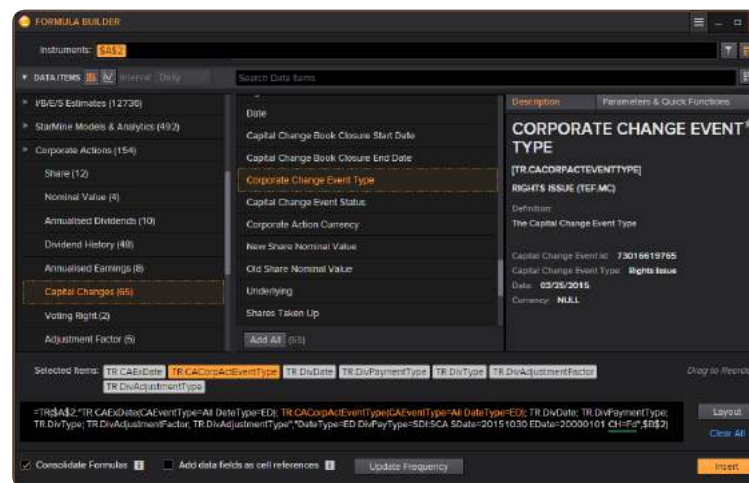 FORMULA BUILDER
Instruments: $A$2
DATA ITEMS Interval: Daily Search Data Items
I/B/E/S Estimates (12736)
StarMine Models & Analytics (492)
Corporate Actions (154)
Share (12)
Nominal Value (4)
Annualised Dividends (10)
Dividend History (48)
Annualised Earnings (8)
Capital Changes (65)
Voting Right (2)
Adjustment Factor (5)
Date
Capital Change Book Closure Start Date
Capital Change Book Closure End Date
Corporate Change Event Type
Capital Change Event Status
Corporate Action Currency
New Share Nominal Value
Old Share Nominal Value
Underlying
Shares Taken Up
Add All
Description Parameters & Quick Functions
CORPORATE CHANGE EVENT
TYPE
[TR.CACORPACTEVENTTYPE]
RIGHTS ISSUE (TEF.MC)
Definition:
The Capital Change Event Type
Capital Change Event Id: 73016619765
Capital Change Event Type: Rights Issue
Date: 03/25/2015
Currency: NULL
Selected Items: TR.CAExDate TR.CACorpActEventType TR.DivDate TR.DivPaymentType TR.DivType TR.DivAdjustmentFactor Drag to Reorde
TR.DivAdjustmentType
=TR($A$2,"TR.CAExDate(CAEventType=All DateType=ED); TR.CACorpActEventType(CAEventType=All DateType=ED); TR.DivDate; TR.DivPaymentType;
TR.DivType; TR.DivAdjustmentFactor; TR.DivAdjustmentType","DateType=ED DivPayType=SDI:SCA SDate=20151030 EDate=20000101 CH=Fd",$B$2)
Layout
Clear All
Consolidate Formulas Add data fields as cell references Update Frequency Insert